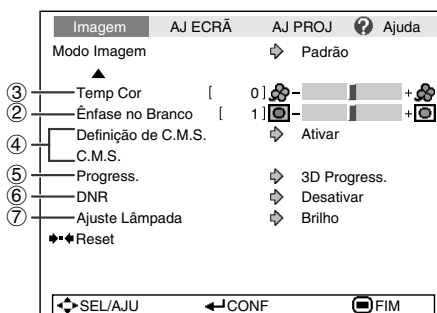 Imagem AJ ECRÃ AJ PROJ ? Ajuda
Modo Imagem Padrão
③ Temp Cor [ 0 ] - +
② Ênfase no Branco [ 1 ] - +
④ Definição de C.M.S. Ativar
C.M.S.
⑤ Progress. 3D Progress.
⑥ DNR Desativar
⑦ Ajuste Lâmpada Brilho
Reset
SEL/AJU CONF FIM